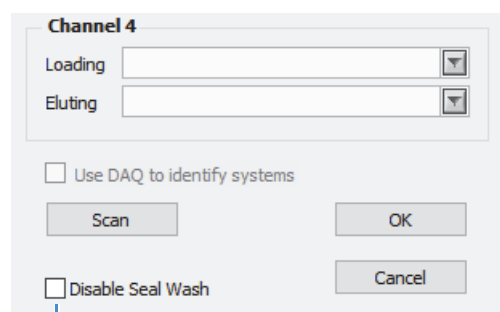 Channel 4
Loading
Eluting
Use DAQ to identify systems
Scan
OK
Cancel
Disable Seal Wash